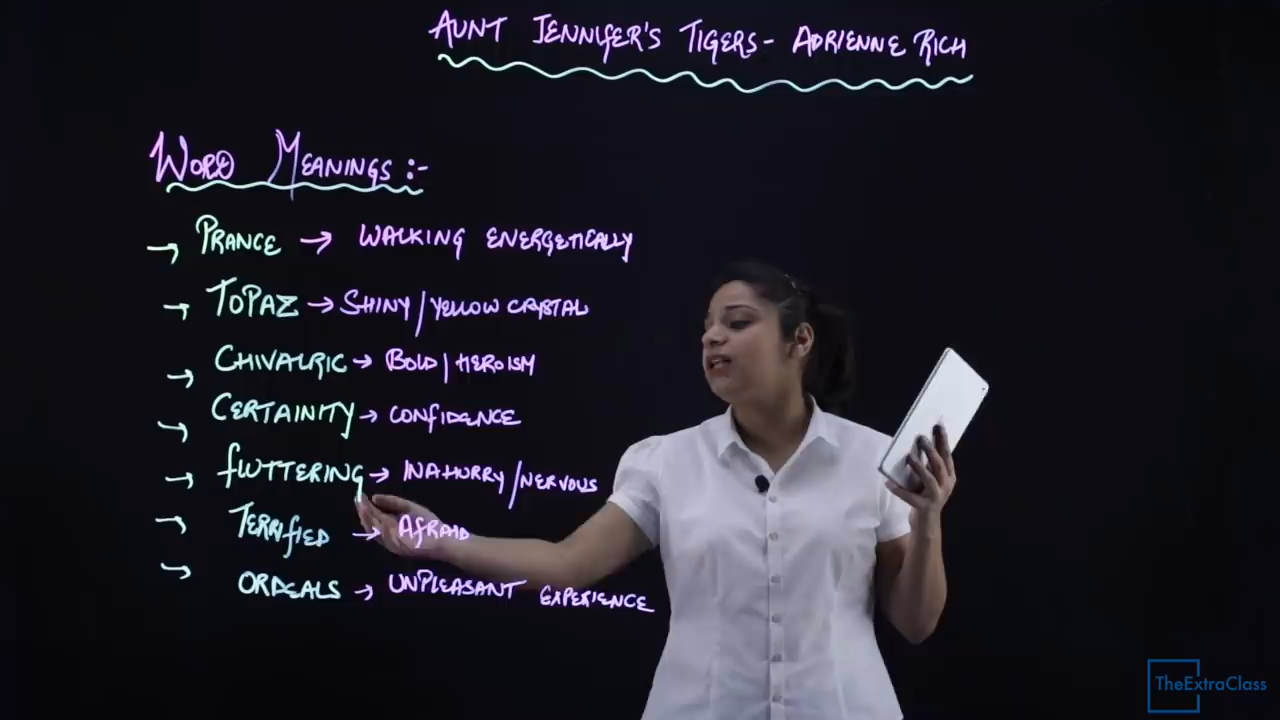 AUNT JENNIFER'S TIGERS - ADRIENNE RICH
WORD MEANINGS :-
→ PRANCE → WALKING ENERGETICALLY
→ TOPAZ → SHINY / YELLOW CRYSTAL
→ CHIVALRIC → BOLD / HEROISM
→ CERTAINITY → CONFIDENCE
→ FLUTTERING → IN A HURRY / NERVOUS
→ TERRIFIED → AFRAID
→ ORDEALS → UNPLEASANT EXPERIENCE
TheExtraClass